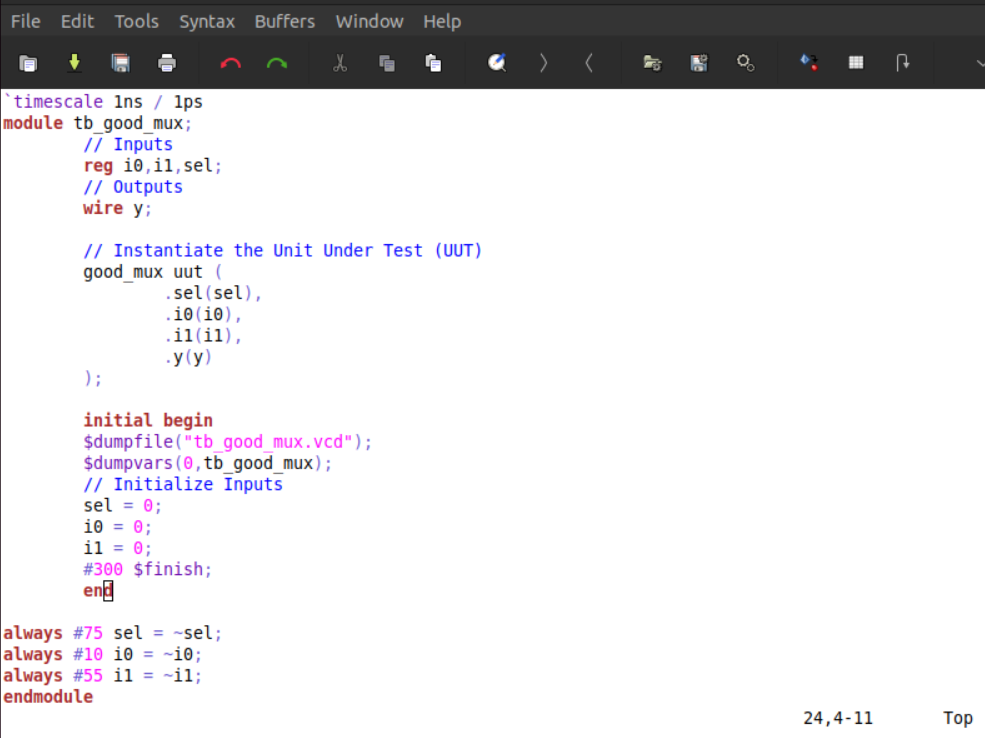 File Edit Tools Syntax Buffers Window Help
`timescale 1ns / 1ps
module tb_good_mux;
        // Inputs
        reg i0,i1,sel;
        // Outputs
        wire y;

        // Instantiate the Unit Under Test (UUT)
        good_mux uut (
                .sel(sel),
                .i0(i0),
                .i1(i1),
                .y(y)
        );

        initial begin
        $dumpfile("tb_good_mux.vcd");
        $dumpvars(0,tb_good_mux);
        // Initialize Inputs
        sel = 0;
        i0 = 0;
        i1 = 0;
        #300 $finish;
        end

always #75 sel = ~sel;
always #10 i0 = ~i0;
always #55 i1 = ~i1;
endmodule
24,4-11 Top